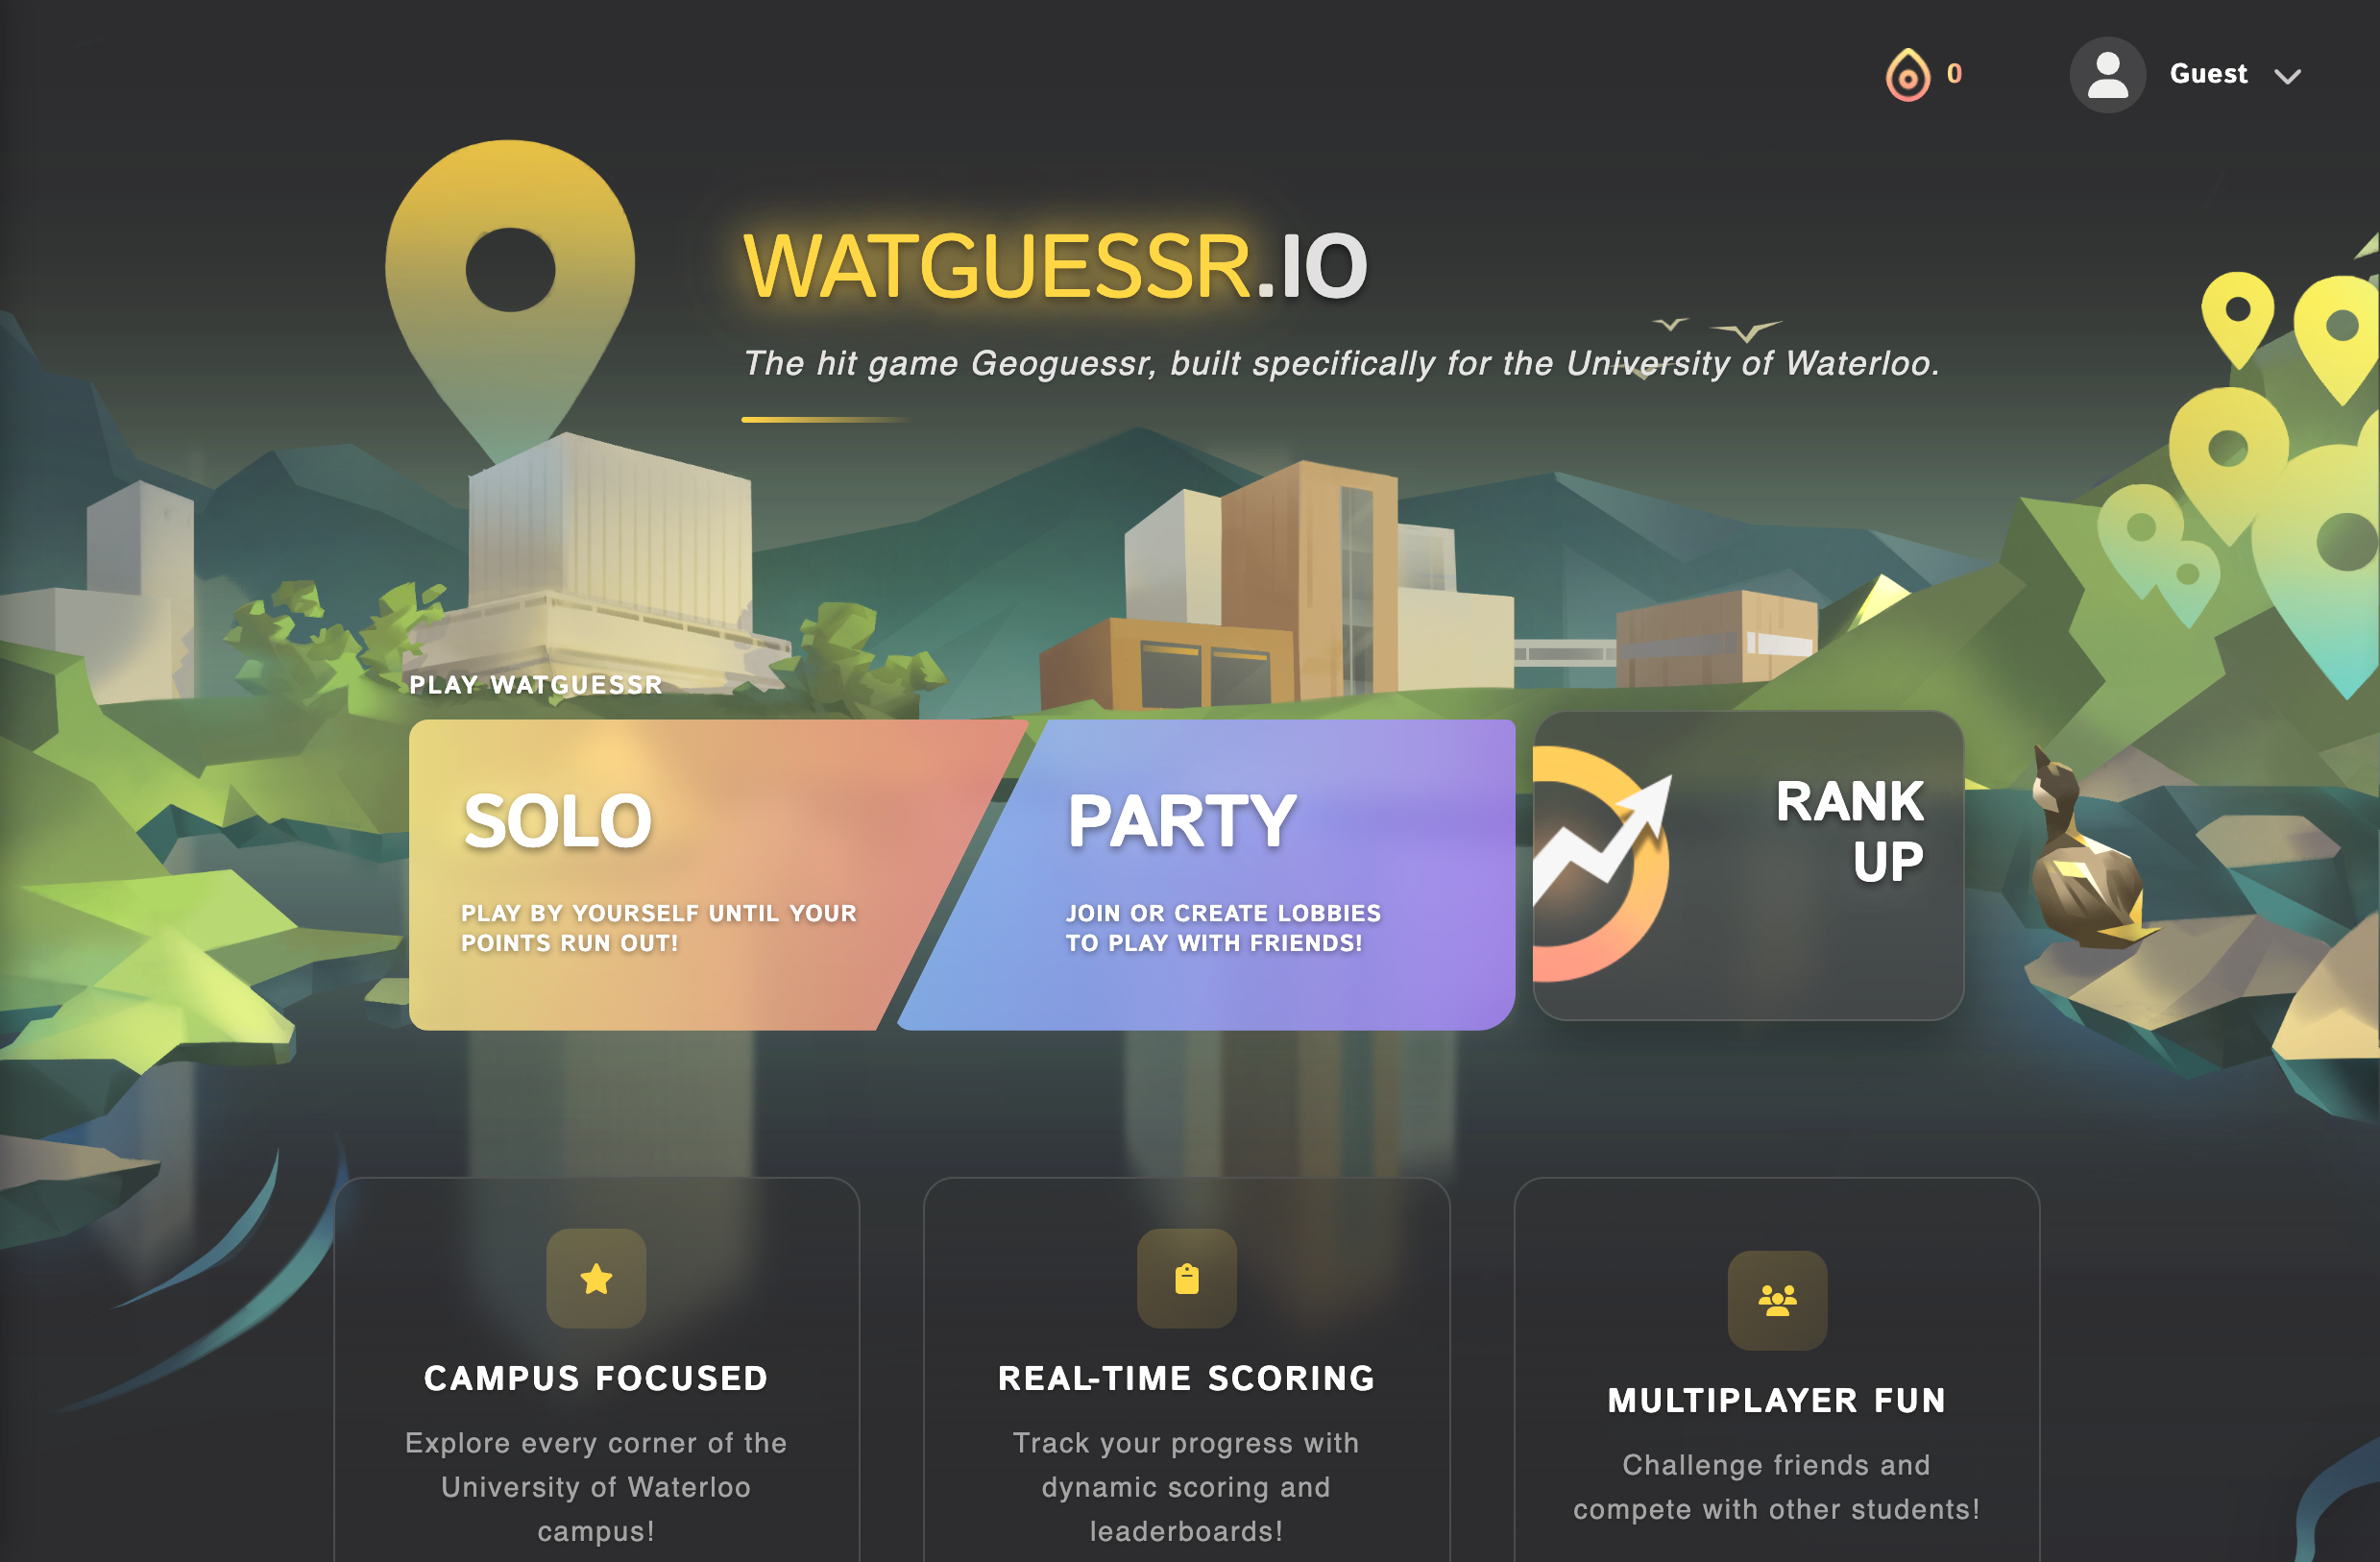 0
Guest
WATGUESSR.IO
The hit game Geoguessr, built specifically for the University of Waterloo.
PLAY WATGUESSR
SOLO
PLAY BY YOURSELF UNTIL YOUR
POINTS RUN OUT!
PARTY
JOIN OR CREATE LOBBIES
TO PLAY WITH FRIENDS!
RANK
UP
CAMPUS FOCUSED
Explore every corner of the
University of Waterloo
campus!
REAL-TIME SCORING
Track your progress with
dynamic scoring and
leaderboards!
MULTIPLAYER FUN
Challenge friends and
compete with other students!